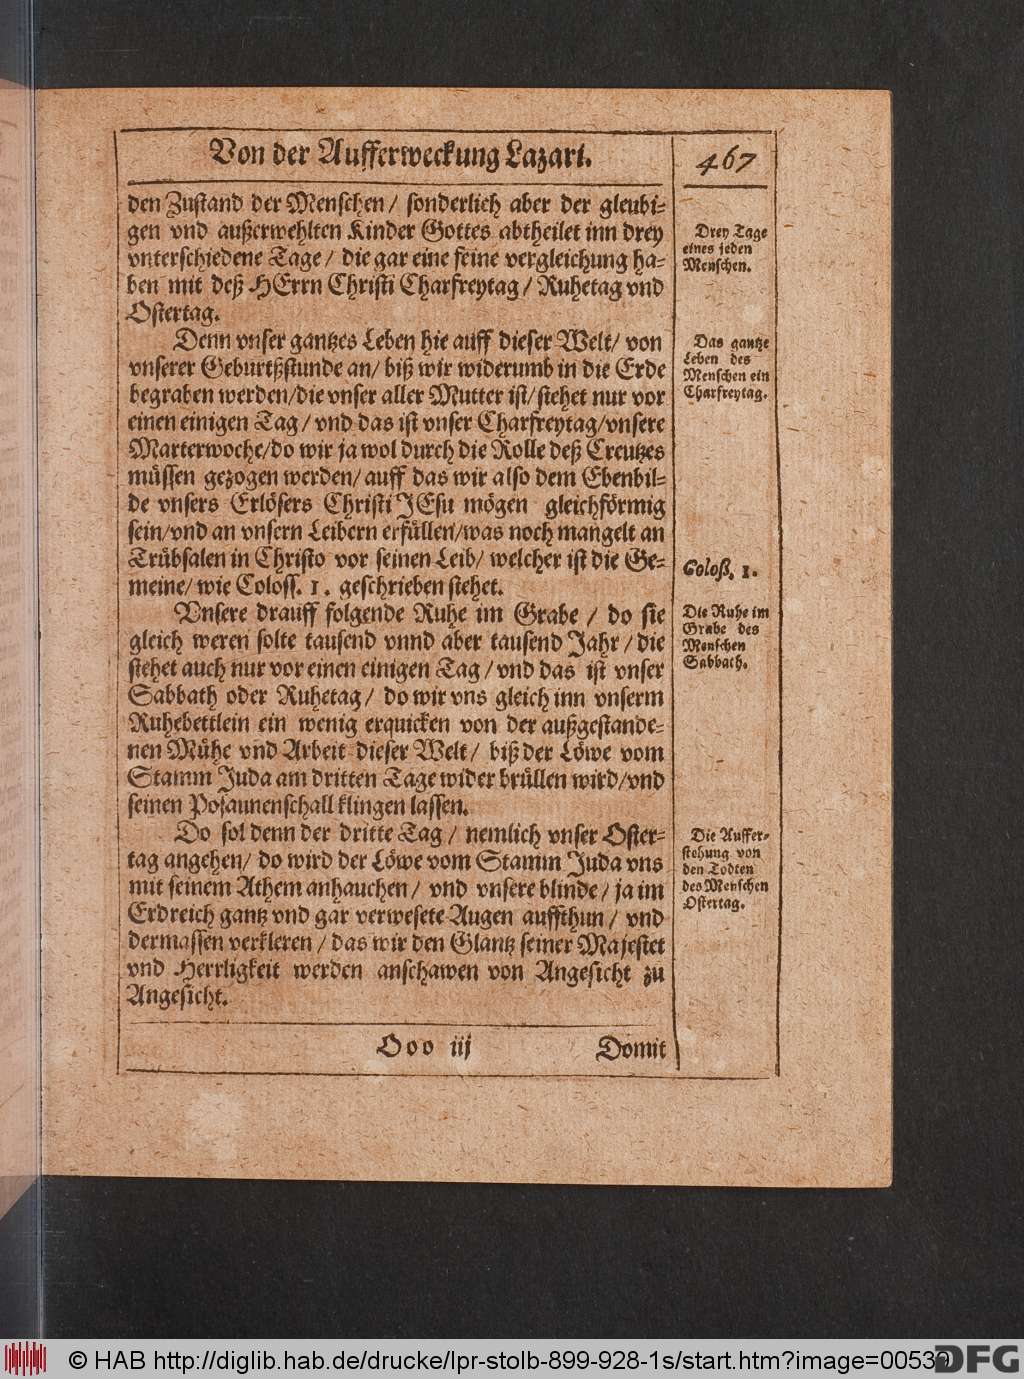 Von der Aufferweckung Lazari.
467
den Zustand der Menschen / sonderlich aber der gleubi-
gen vnd außerwehlten Kinder Gottes abtheilet inn drey
vnterschiedene Tage / die gar eine feine vergleichung ha-
ben mit deß HErrn Christi Charfreytag / Ruhetag vnd
Ostertag.
Denn vnser gantzes Leben hie auff dieser Welt / von
vnserer Geburtßstunde an / biß wir widerumb in die Erde
begraben werden / die vnser aller Mutter ist / stehet nur vor
einen einigen Tag / vnd das ist vnser Charfreytag / vnsere
Marterwoche / do wir ja wol durch die Rolle deß Creutzes
müssen gezogen werden / auff das wir also dem Ebenbil-
de vnsers Erlösers Christi JEsu mögen gleichförmig
sein / vnd an vnsern Leibern erfüllen / was noch mangelt an
Trübsalen in Christo vor seinen Leib / welcher ist die Ge-
meine / wie Coloss. 1. geschrieben stehet.
Vnsere drauff folgende Ruhe im Grabe / do sie
gleich weren solte tausend vnnd aber tausend Jahr / die
stehet auch nur vor einen einigen Tag / vnd das ist vnser
Sabbath oder Ruhetag / do wir vns gleich inn vnserm
Ruhebettlein ein wenig erquicken von der außgestande-
nen Mühe vnd Arbeit dieser Welt / biß der Löwe vom
Stamm Juda am dritten Tage wider brüllen wird / vnd
seinen Posaunenschall klingen lassen.
Do sol denn der dritte Tag / nemlich vnser Oster-
tag angehen / do wird der Löwe vom Stamm Juda vns
mit seinem Athem anhauchen / vnd vnsere blinde / ja im
Erdreich gantz vnd gar verwesete Augen auffthun / vnd
dermassen verkleren / das wir den Glantz seiner Majestet
vnd Herrligkeit werden anschawen von Angesicht zu
Angesicht.
Ooo iij
Domit
Drey Tage
eines jeden
Menschen.
Das gantze
Leben des
Menschen ein
Charfreytag.
Coloß. 1.
Die Ruhe im
Grabe des
Menschen
Sabbath.
Die Auffer-
stehung von
den Todten
des Menschen
Ostertag.
© HAB http://diglib.hab.de/drucke/lpr-stolb-899-928-1s/start.htm?image=00539
DFG